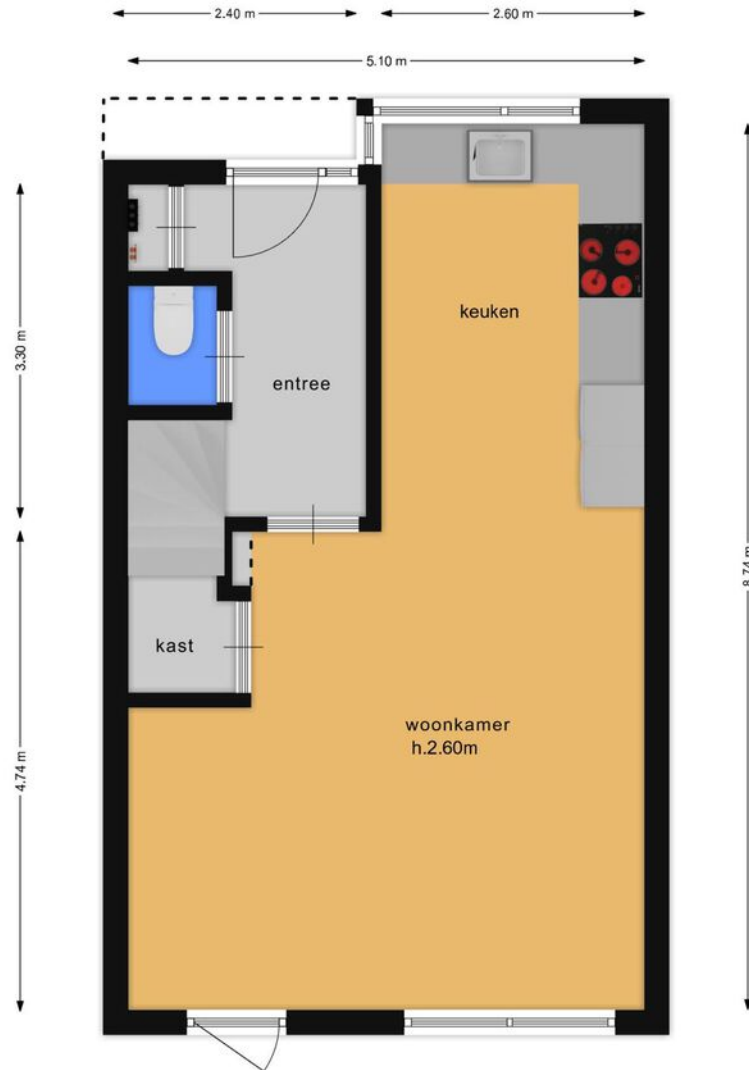 2.40 m
2.60 m
5.10 m
3.30 m
keuken
entree
8.74 m
kast
woonkamer
h.2.60m
4.74 m